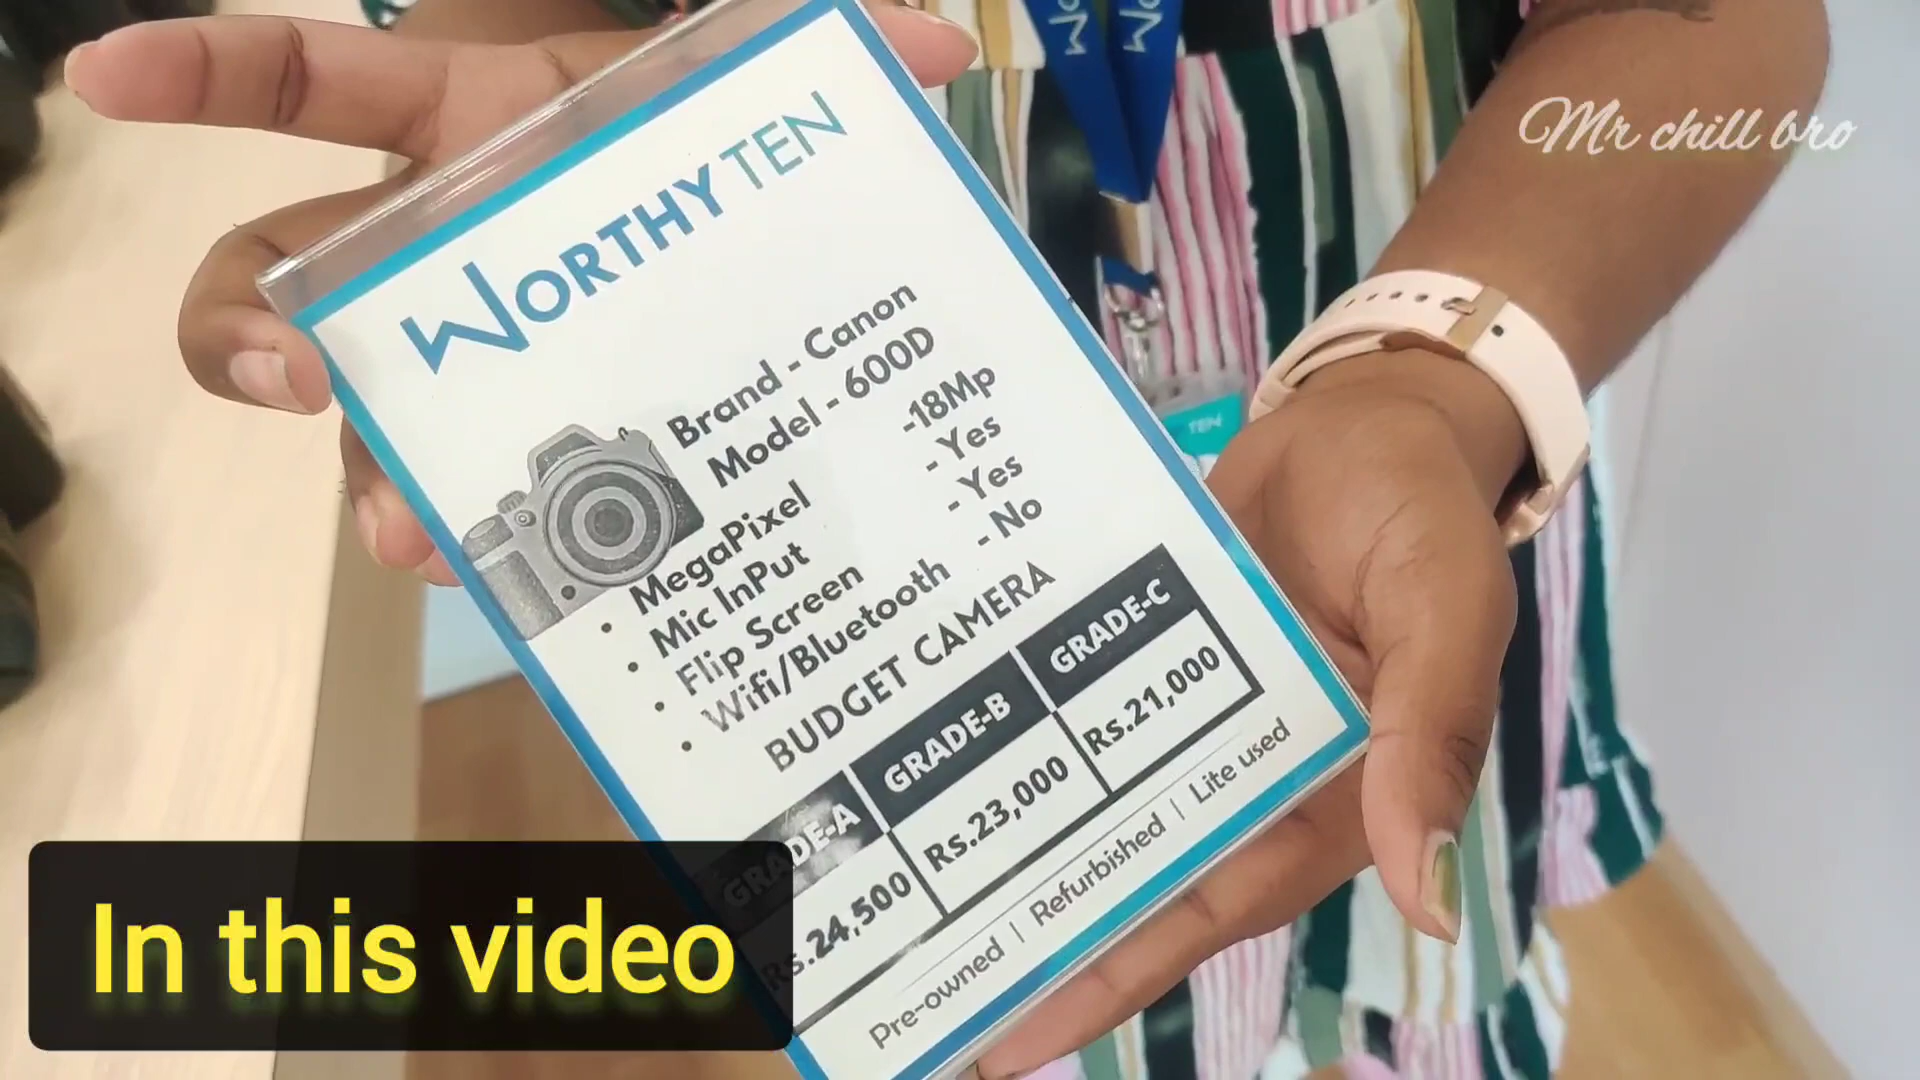 Mr chill bro
WORTHY TEN
Brand - Canon
Model - 600D
• MegaPixel -18Mp
• Mic InPut - Yes
• Flip Screen - Yes
• Wifi/Bluetooth - No
BUDGET CAMERA
GRADE-A GRADE-B GRADE-C
Rs.24,500 Rs.23,000 Rs.21,000
Pre-owned | Refurbished | Lite used
TEN
In this video